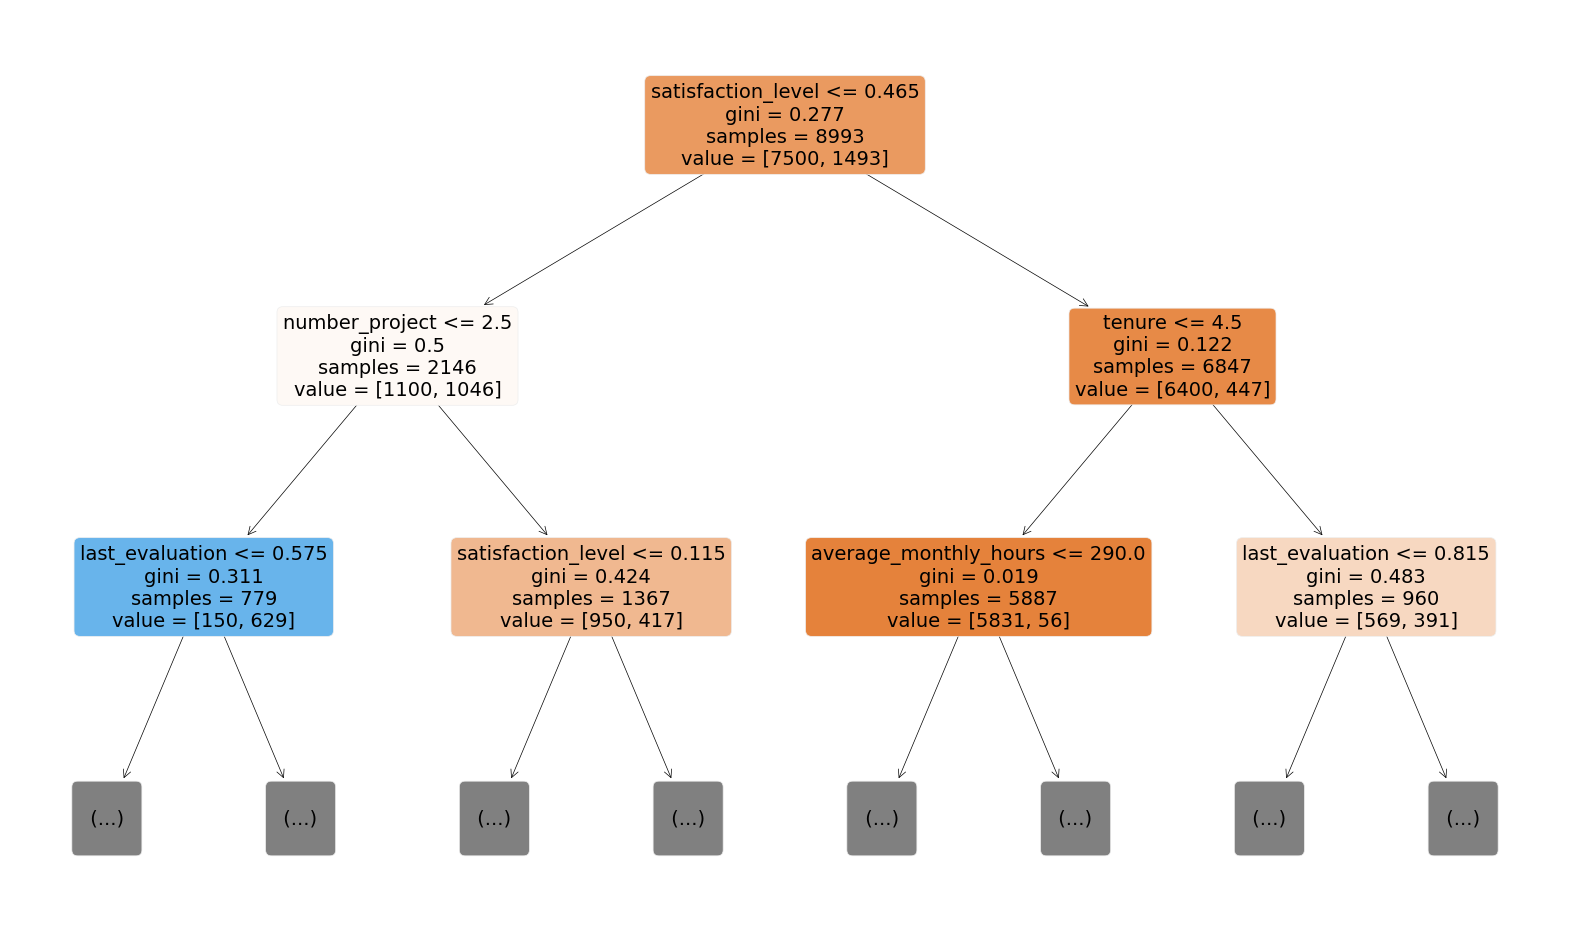 satisfaction_level <= 0.465
gini = 0.277
samples = 8993
value = [7500, 1493]
number_project <= 2.5
gini = 0.5
samples = 2146
value = [1100, 1046]
tenure <= 4.5
gini = 0.122
samples = 6847
value = [6400, 447]
last_evaluation <= 0.575
gini = 0.311
samples = 779
value = [150, 629]
satisfaction_level <= 0.115
gini = 0.424
samples = 1367
value = [950, 417]
average_monthly_hours <= 290.0
gini = 0.019
samples = 5887
value = [5831, 56]
last_evaluation <= 0.815
gini = 0.483
samples = 960
value = [569, 391]
(...)
(...)
(...)
(...)
(...)
(...)
(...)
(...)